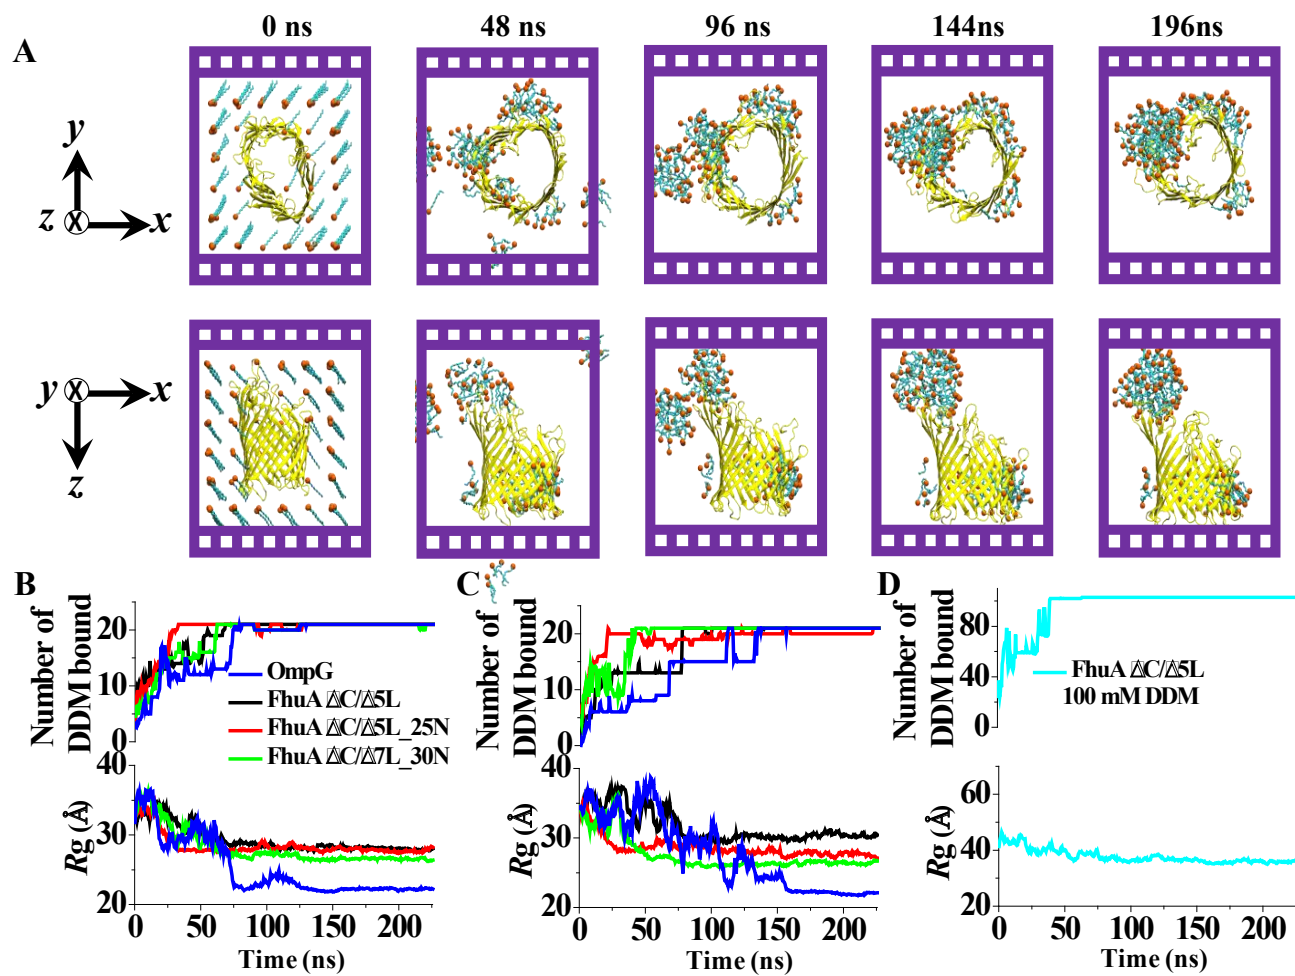 0 ns 48 ns 96 ns 144ns 196ns
A
y
z X x
y X x
z
B
Number of
DDM bound
20
10
0
OmpG
FhuA ΔC/Δ5L
FhuA ΔC/Δ5L_25N
FhuA ΔC/Δ7L_30N
Rg (Å)
40
30
20
0 50 100 150 200
Time (ns)
C
Number of
DDM bound
20
10
0
Rg (Å)
40
30
20
0 50 100 150 200
Time (ns)
D
Number of
DDM bound
80
40
0
FhuA ΔC/Δ5L
100 mM DDM
Rg (Å)
60
40
20
0 50 100 150 200
Time (ns)